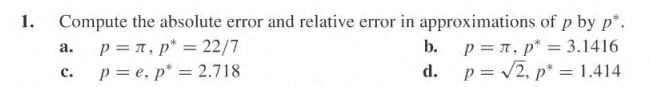 1. Compute the absolute error and relative error in approximations of p by p*.
a. p = π, p* = 22/7 b. p = π, p* = 3.1416
c. p = e, p* = 2.718 d. p = √2, p* = 1.414